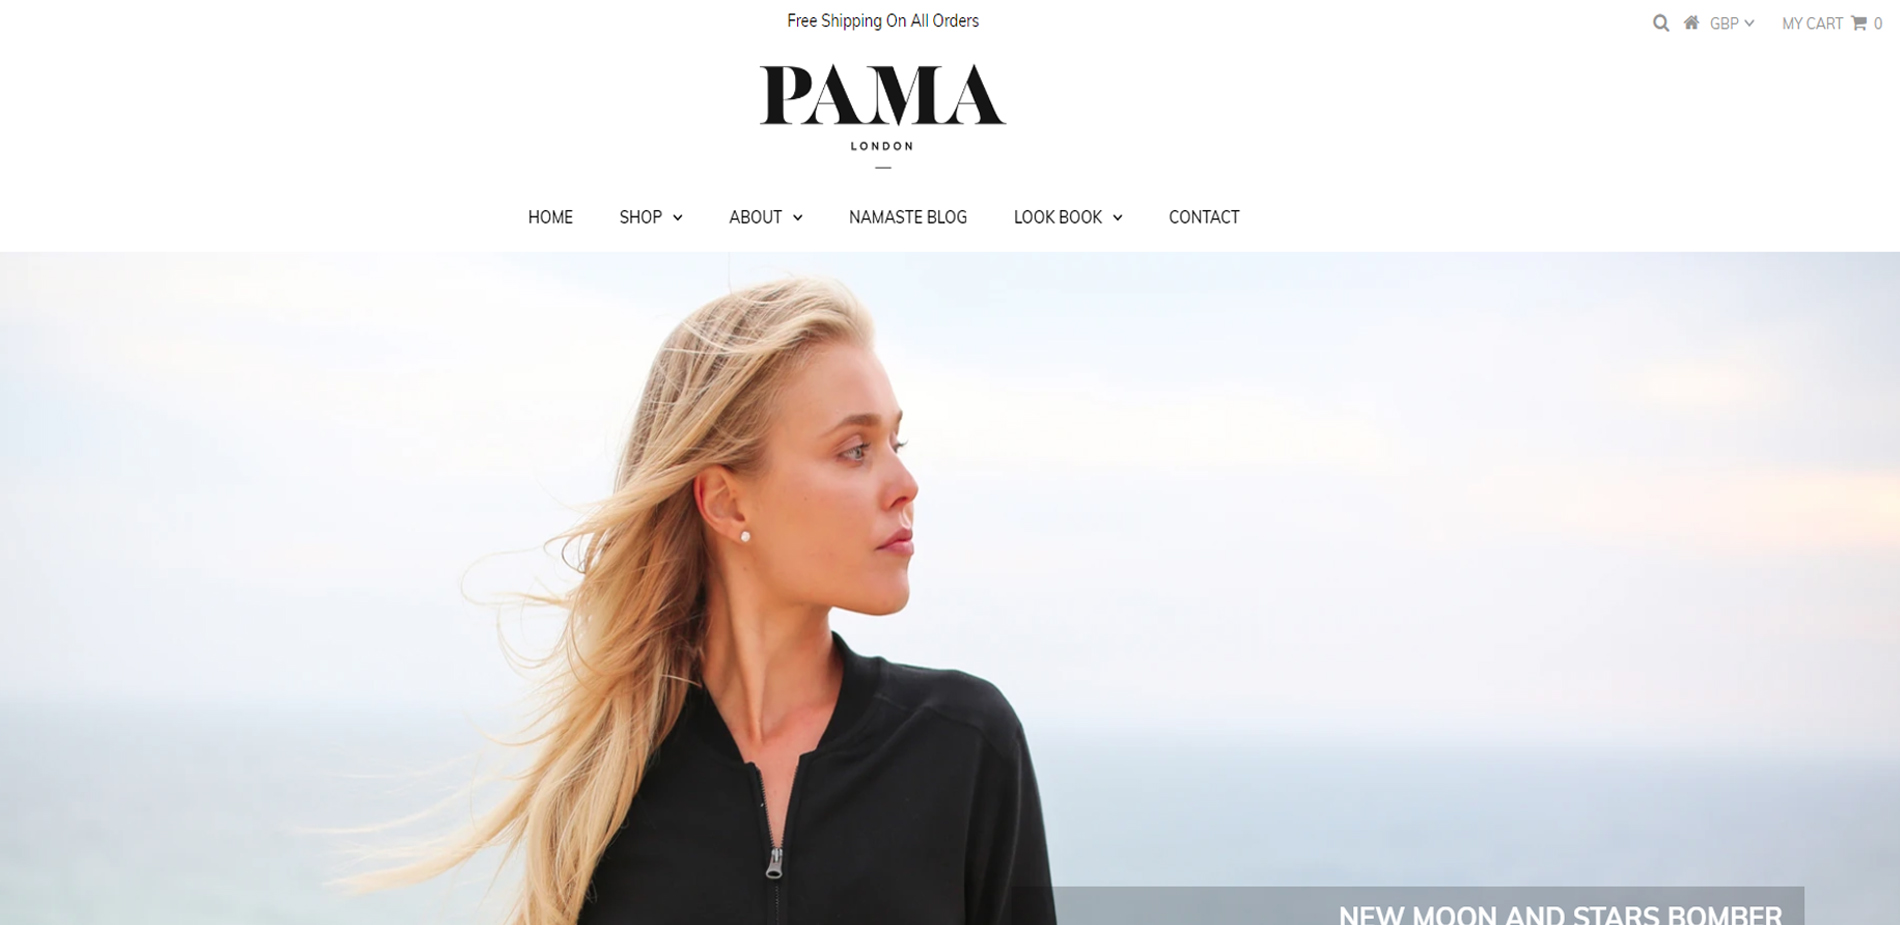 Free Shipping On All Orders
GBP
MY CART 0
PAMA
LONDON
HOME
SHOP
ABOUT
NAMASTE BLOG
LOOK BOOK
CONTACT
NEW MOON AND STARS BOMBER